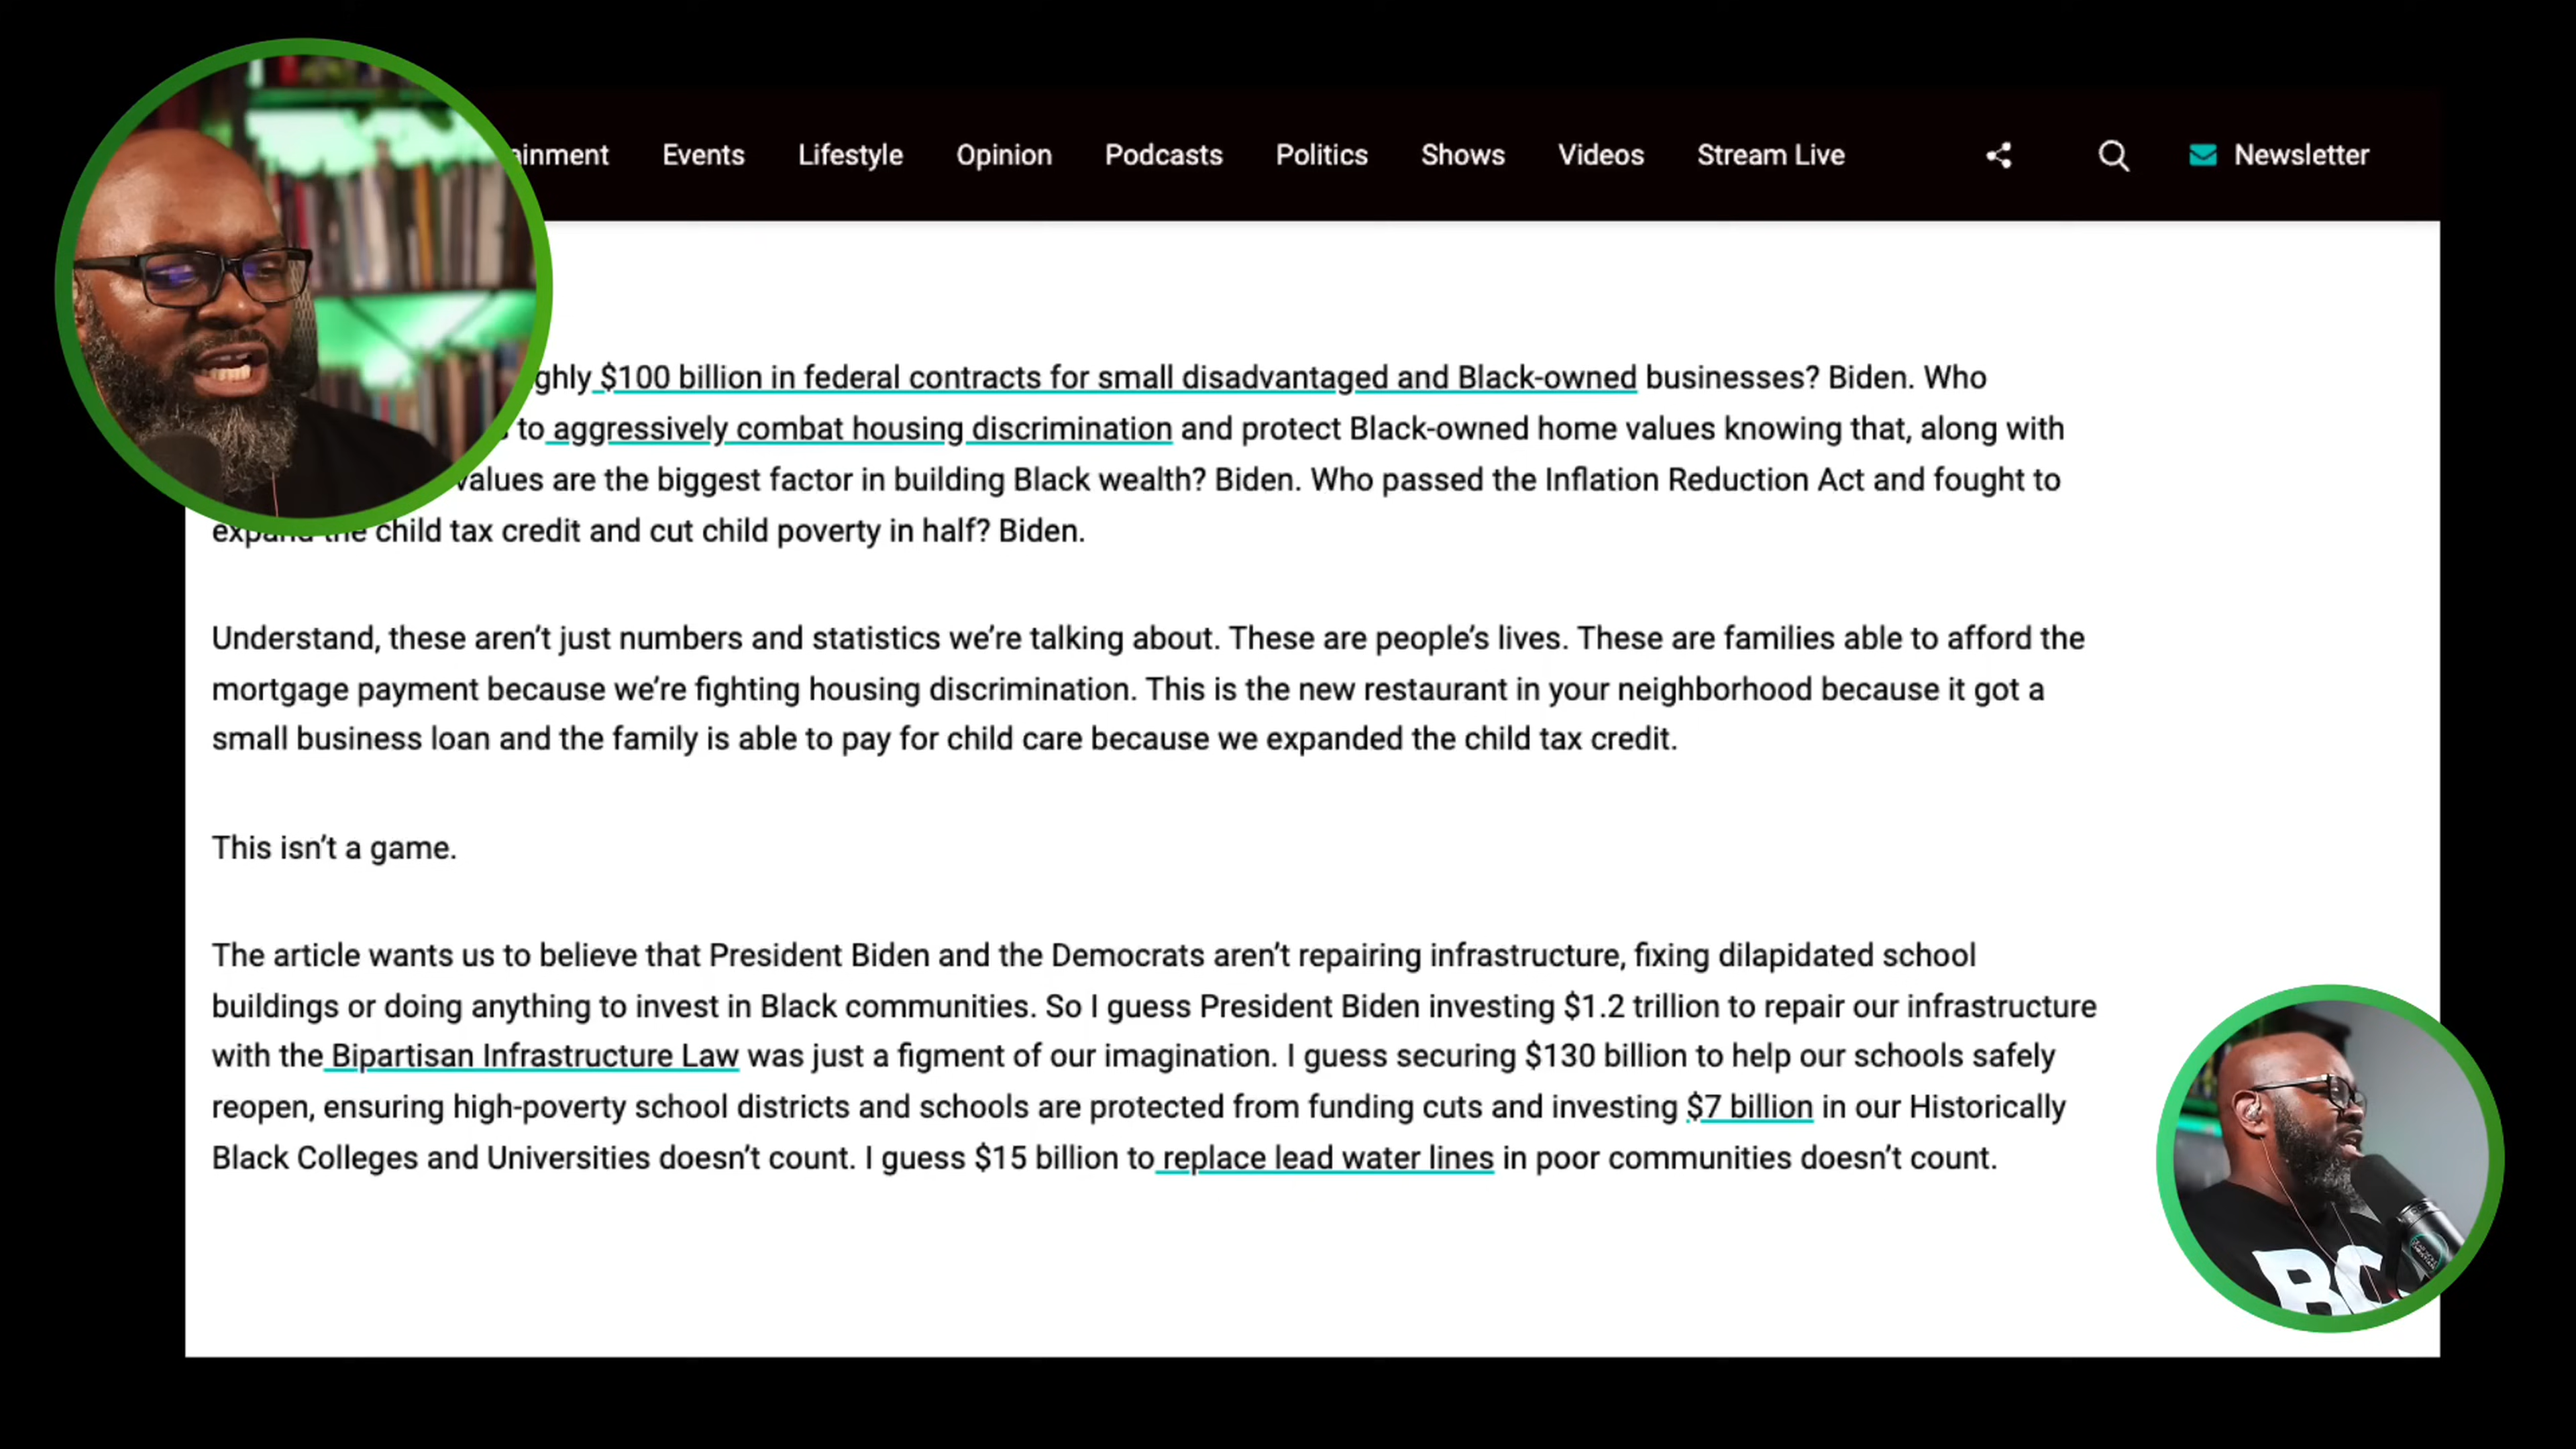 ainment Events Lifestyle Opinion Podcasts Politics Shows Videos Stream Live Newsletter
ghly $100 billion in federal contracts for small disadvantaged and Black-owned businesses? Biden. Who
to aggressively combat housing discrimination and protect Black-owned home values knowing that, along with
values are the biggest factor in building Black wealth? Biden. Who passed the Inflation Reduction Act and fought to
expand the child tax credit and cut child poverty in half? Biden.
Understand, these aren’t just numbers and statistics we’re talking about. These are people’s lives. These are families able to afford the
mortgage payment because we’re fighting housing discrimination. This is the new restaurant in your neighborhood because it got a
small business loan and the family is able to pay for child care because we expanded the child tax credit.
This isn’t a game.
The article wants us to believe that President Biden and the Democrats aren’t repairing infrastructure, fixing dilapidated school
buildings or doing anything to invest in Black communities. So I guess President Biden investing $1.2 trillion to repair our infrastructure
with the Bipartisan Infrastructure Law was just a figment of our imagination. I guess securing $130 billion to help our schools safely
reopen, ensuring high-poverty school districts and schools are protected from funding cuts and investing $7 billion in our Historically
Black Colleges and Universities doesn’t count. I guess $15 billion to replace lead water lines in poor communities doesn’t count.
BC